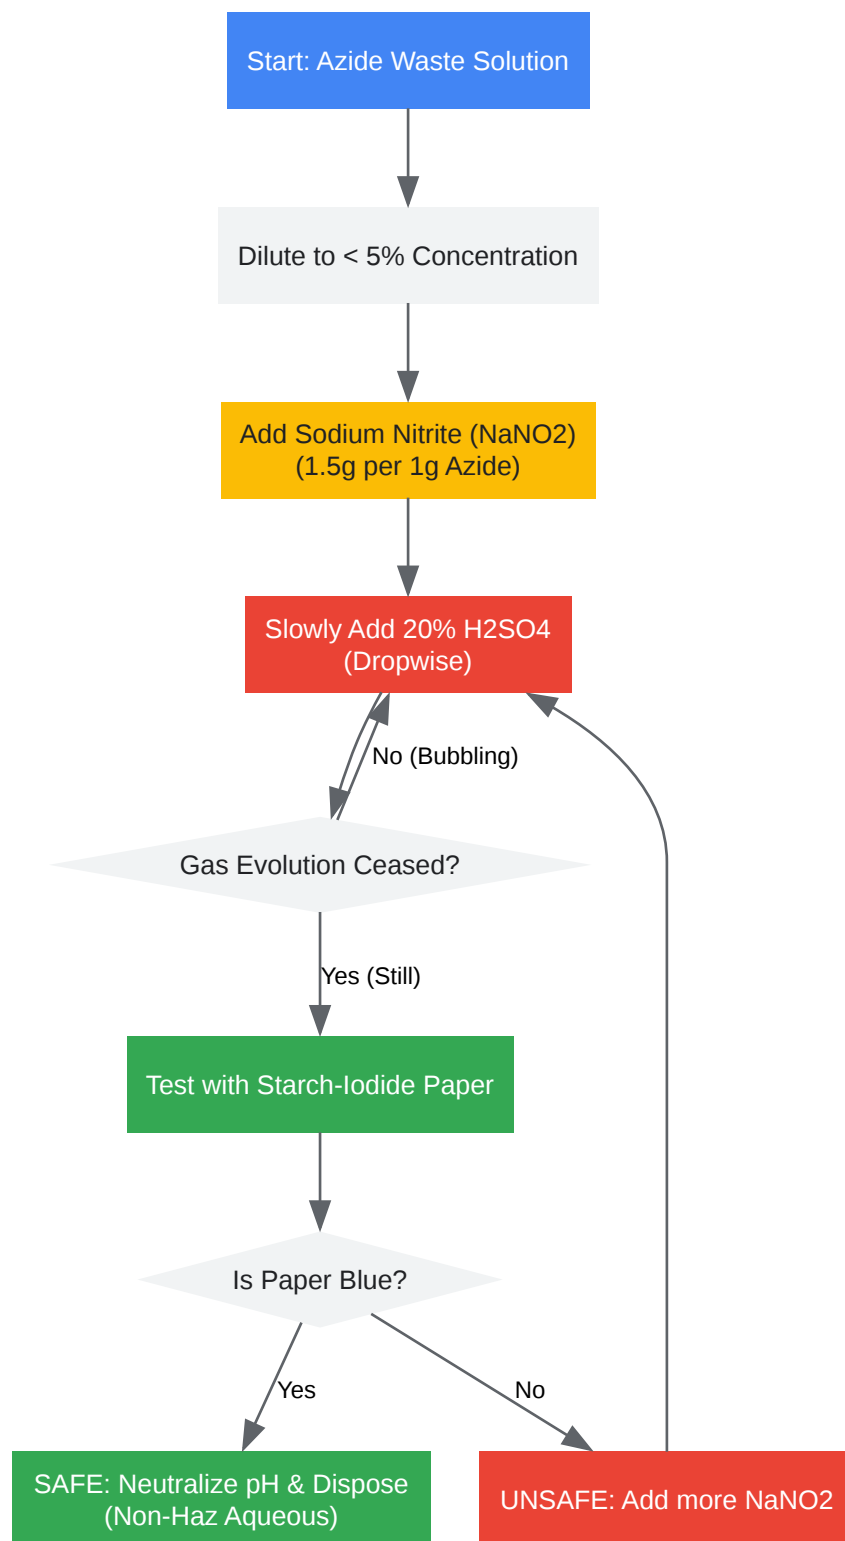 Start: Azide Waste Solution
Dilute to < 5% Concentration
Add Sodium Nitrite (NaNO2)
(1.5g per 1g Azide)
Slowly Add 20% H2SO4
(Dropwise)
No (Bubbling)
Gas Evolution Ceased?
Yes (Still)
Test with Starch-Iodide Paper
Is Paper Blue?
Yes
No
SAFE: Neutralize pH & Dispose
(Non-Haz Aqueous)
UNSAFE: Add more NaNO2